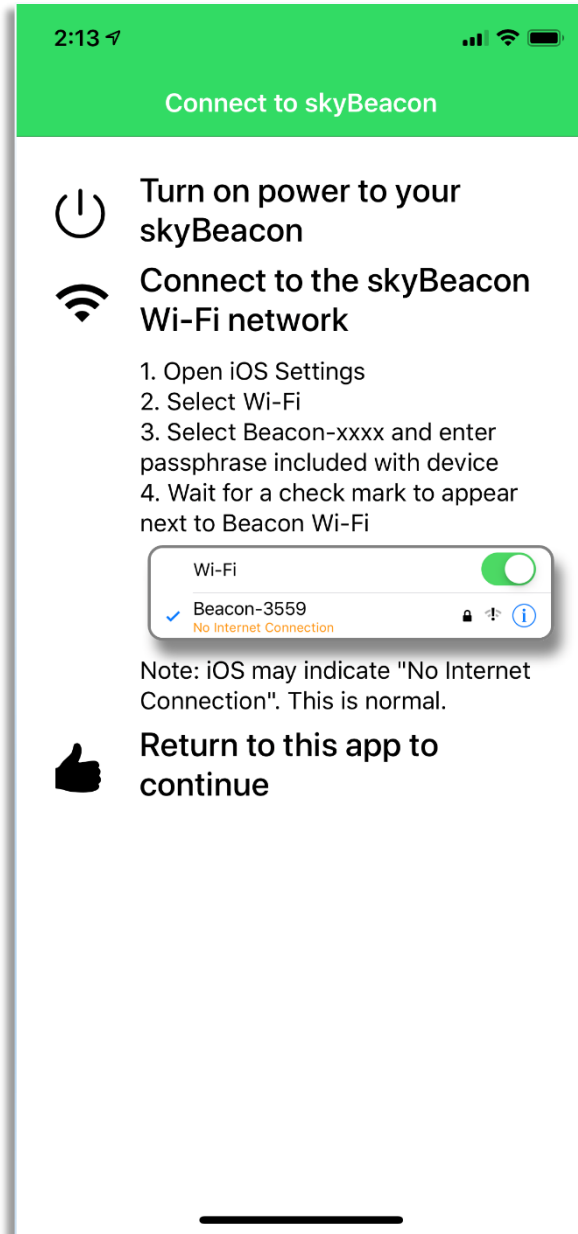 2:13
Connect to skyBeacon
Turn on power to your
skyBeacon
Connect to the skyBeacon
Wi-Fi network
1. Open iOS Settings
2. Select Wi-Fi
3. Select Beacon-xxxx and enter
passphrase included with device
4. Wait for a check mark to appear
next to Beacon Wi-Fi
Wi-Fi
Beacon-3559
No Internet Connection
Note: iOS may indicate "No Internet
Connection". This is normal.
Return to this app to
continue